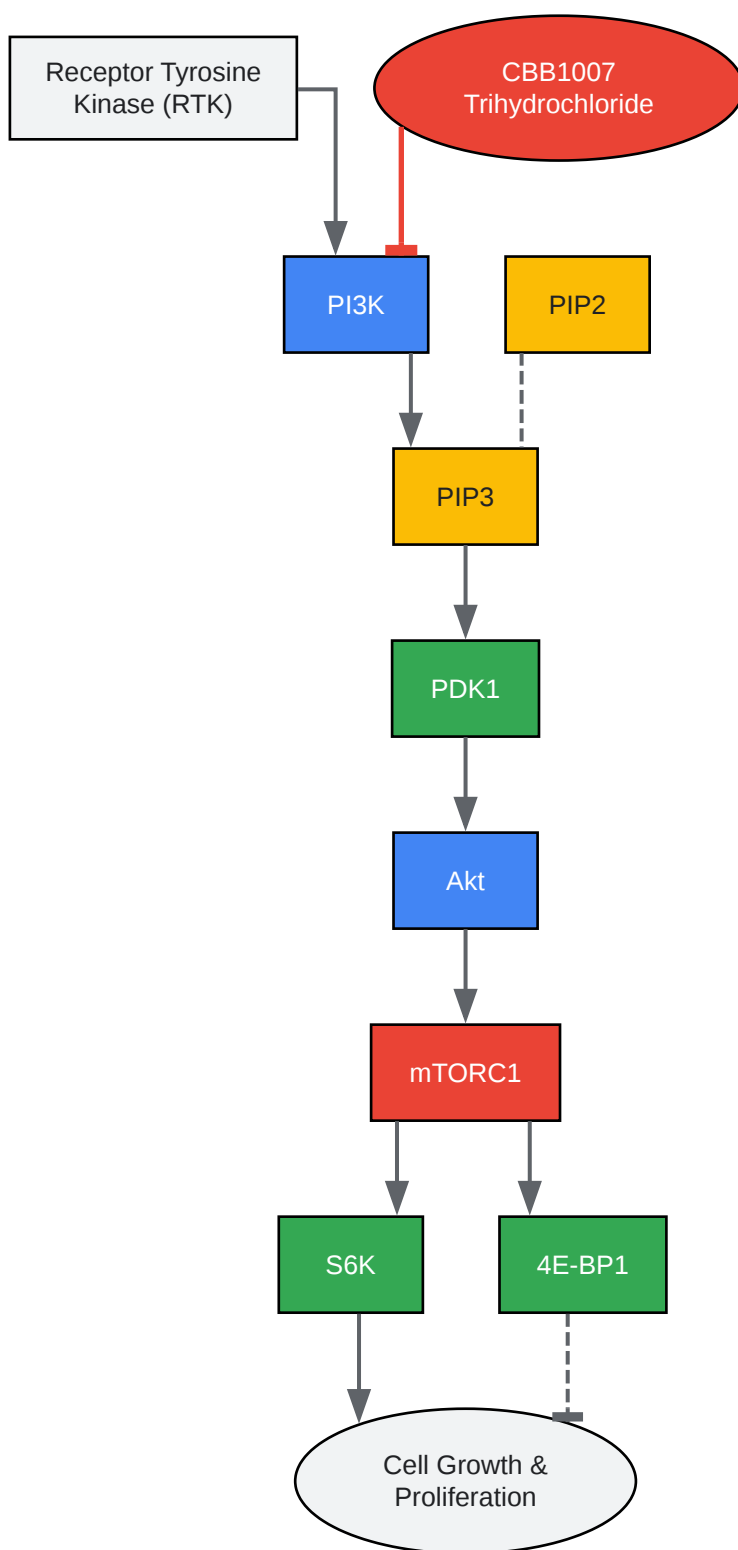 Receptor Tyrosine
Kinase (RTK)
CBB1007
Trihydrochloride
PI3K
PIP2
PIP3
PDK1
Akt
mTORC1
S6K
4E-BP1
Cell Growth &
Proliferation